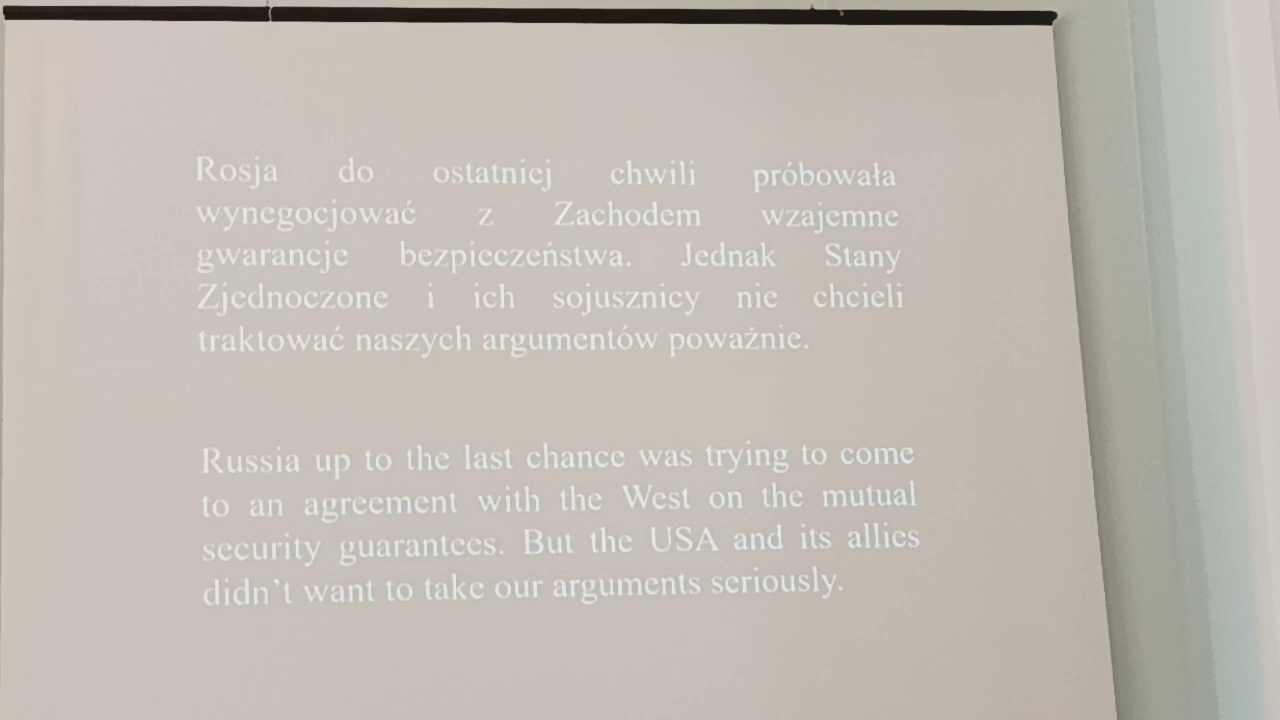 Rosja do ostatniej chwili próbowała
wynegocjować z Zachodem wzajemne
gwarancje bezpieczeństwa. Jednak Stany
Zjednoczone i ich sojusznicy nie chcieli
traktować naszych argumentów poważnie.
Russia up to the last chance was trying to come
to an agreement with the West on the mutual
security guarantees. But the USA and its allies
didn't want to take our arguments seriously.